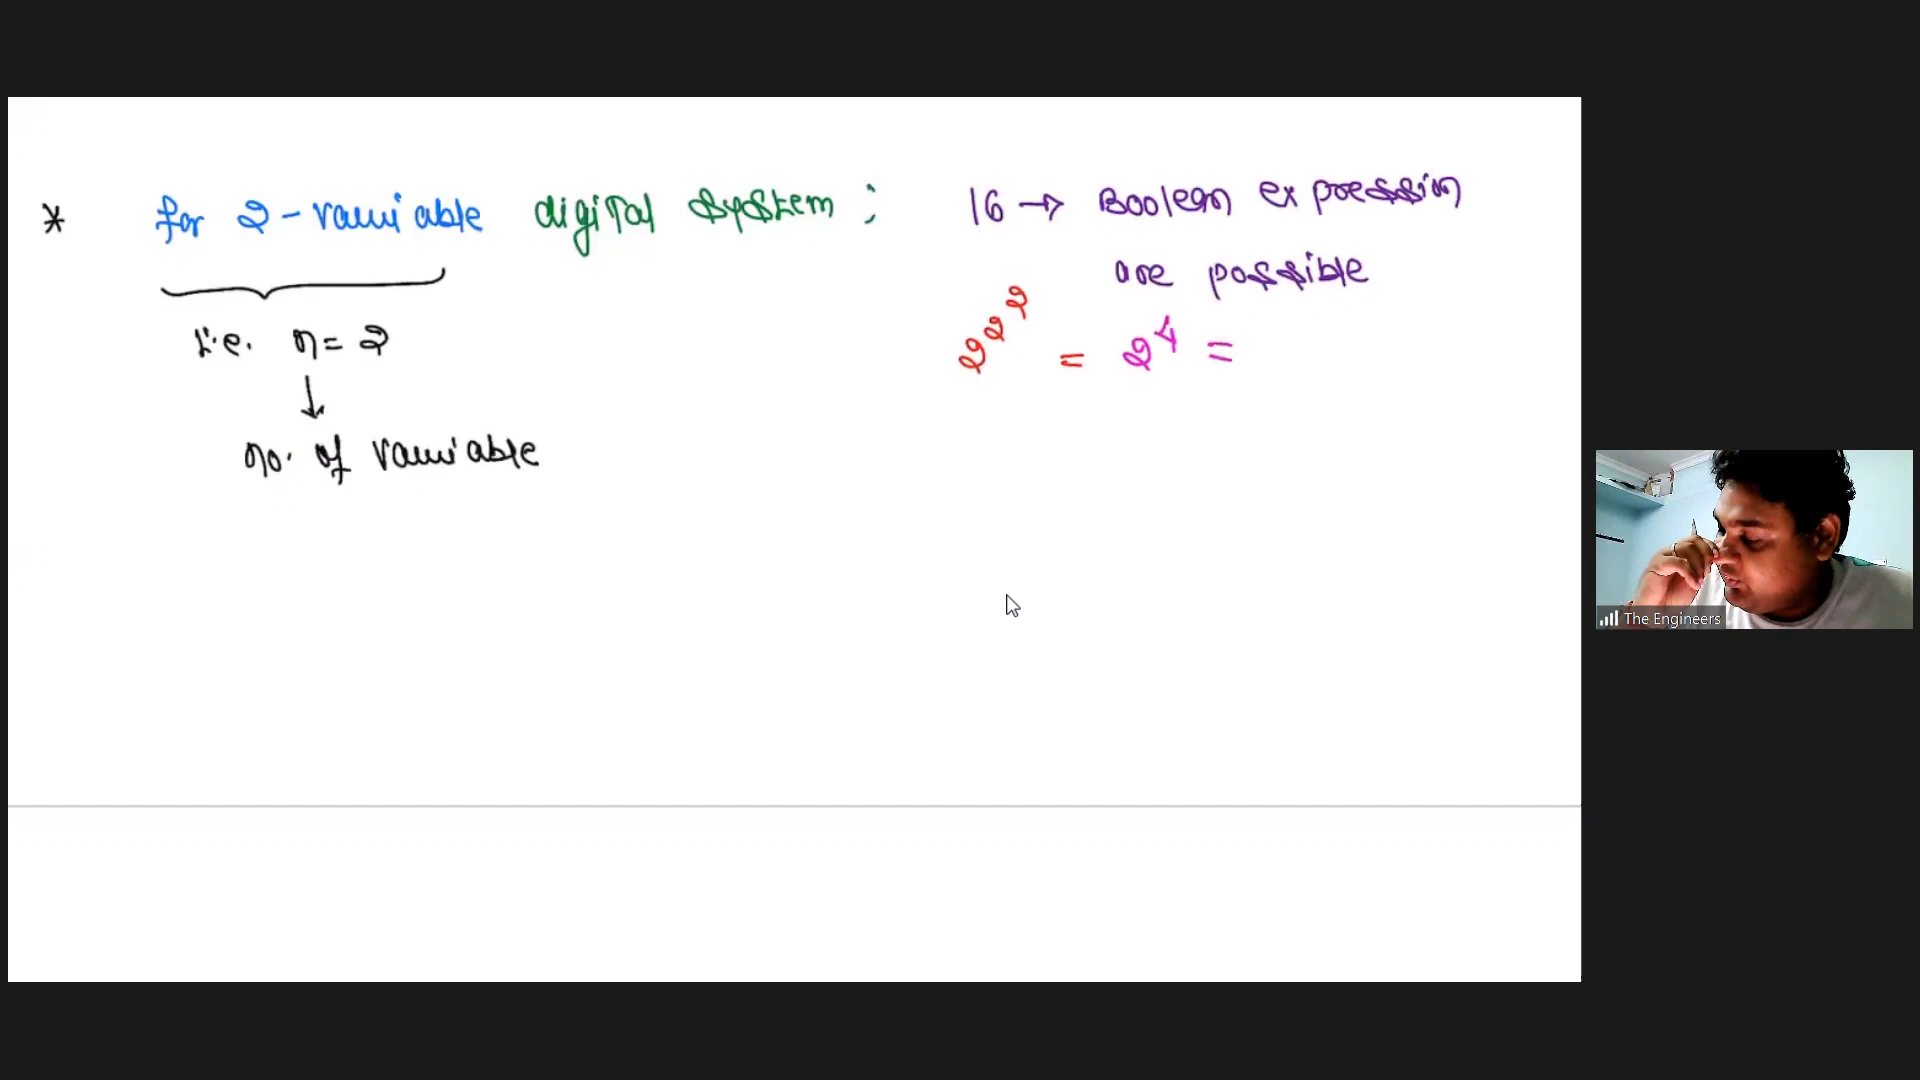 * for 2-variable digital system :
i.e. n = 2
↓
no. of variable
16 → Boolean expression
are possible
2^2^2 = 2^4 =
The Engineers